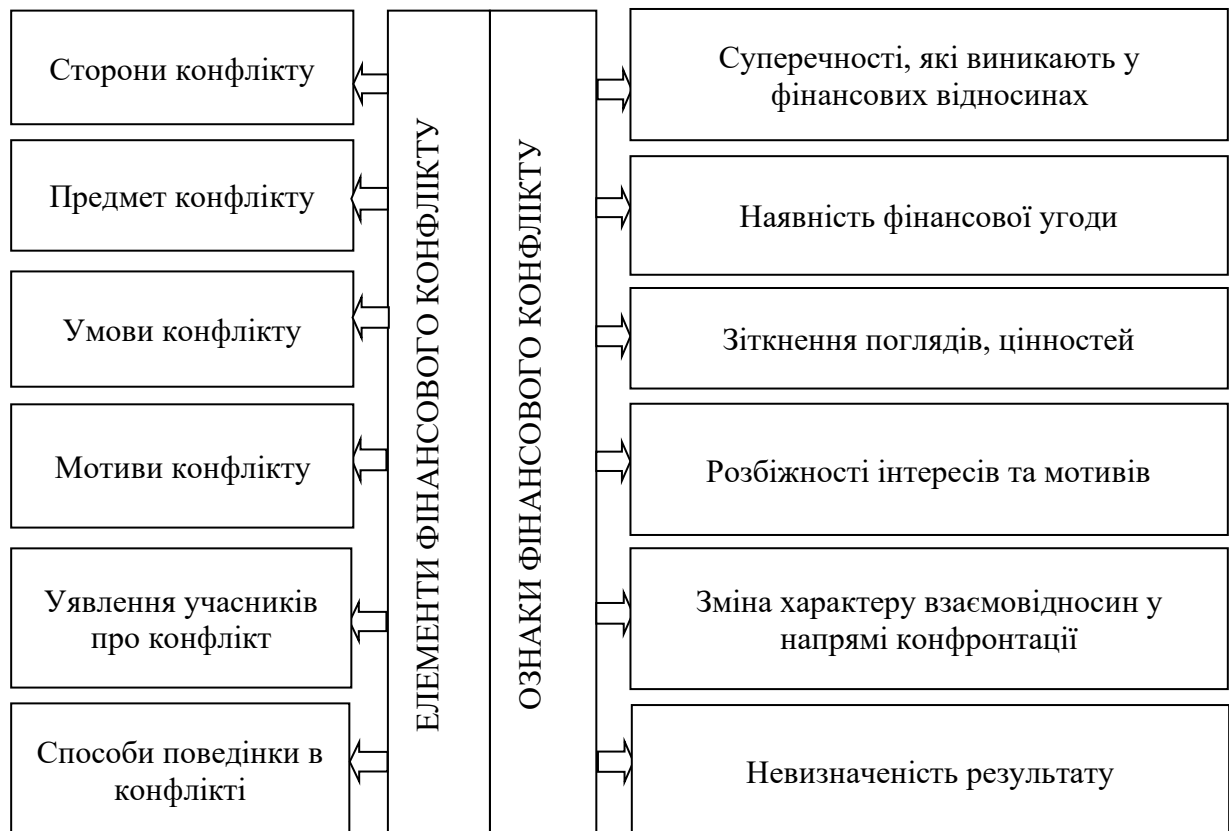 Сторони конфлікту
Предмет конфлікту
Умови конфлікту
Мотиви конфлікту
Уявлення учасників
про конфлікт
Способи поведінки в
конфлікті
ЕЛЕМЕНТИ ФІНАНСОВОГО КОНФЛІКТУ
ОЗНАКИ ФІНАНСОВОГО КОНФЛІКТУ
Суперечності, які виникають у
фінансових відносинах
Наявність фінансової угоди
Зіткнення поглядів, цінностей
Розбіжності інтересів та мотивів
Зміна характеру взаємовідносин у
напрямі конфронтації
Невизначеність результату